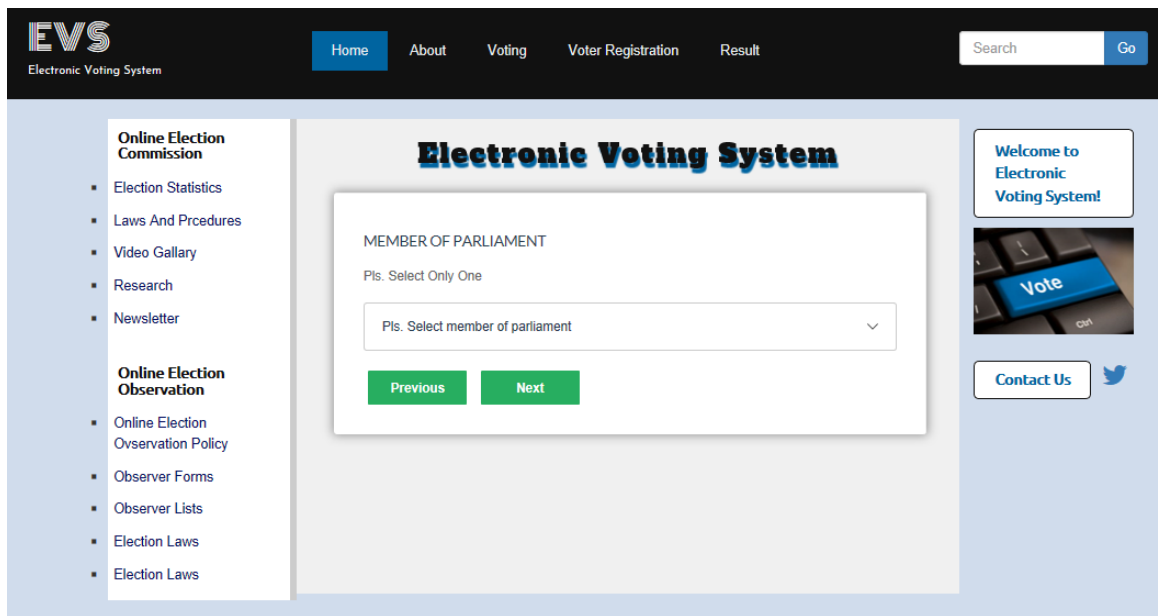 EVS
Electronic Voting System
Home
About
Voting
Voter Registration
Result
Search
Go
Online Election
Commission
Election Statistics
Laws And Prcedures
Video Gallary
Research
Newsletter
Online Election
Observation
Online Election
Ovservation Policy
Observer Forms
Observer Lists
Election Laws
Election Laws
Electronic Voting System
MEMBER OF PARLIAMENT
Pls. Select Only One
Pls. Select member of parliament
Previous
Next
Welcome to
Electronic
Voting System!
Vote
Ctrl
Contact Us